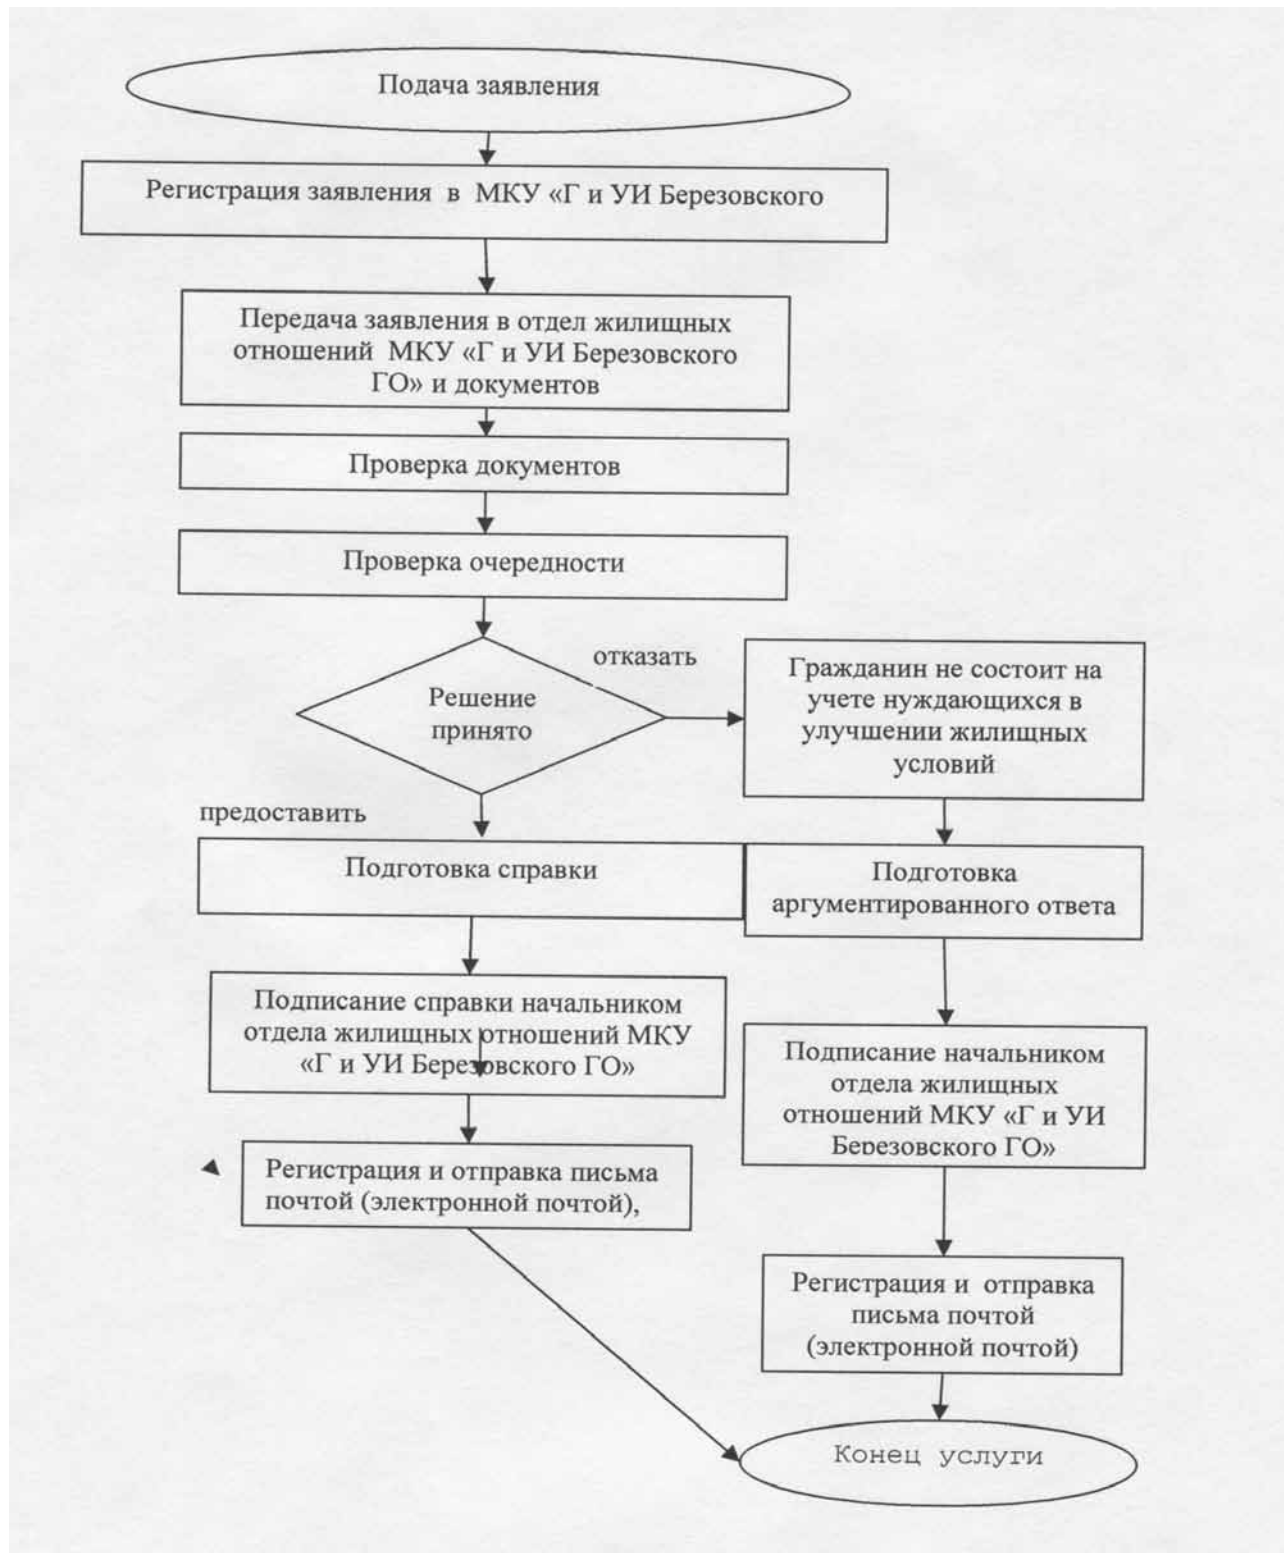 Подача заявления
Регистрация заявления в МКУ «Г и УИ Березовского
Передача заявления в отдел жилищных
отношений МКУ «Г и УИ Березовского
ГО» и документов
Проверка документов
Проверка очередности
отказать
Решение
принято
Гражданин не состоит на
учете нуждающихся в
улучшении жилищных
условий
предоставить
Подготовка справки
Подготовка
аргументированного ответа
Подписание справки начальником
отдела жилищных отношений МКУ
«Г и УИ Березовского ГО»
Подписание начальником
отдела жилищных
отношений МКУ «Г и УИ
Березовского ГО»
Регистрация и отправка письма
почтой (электронной почтой),
Регистрация и отправка
письма почтой
(электронной почтой)
Конец услуги